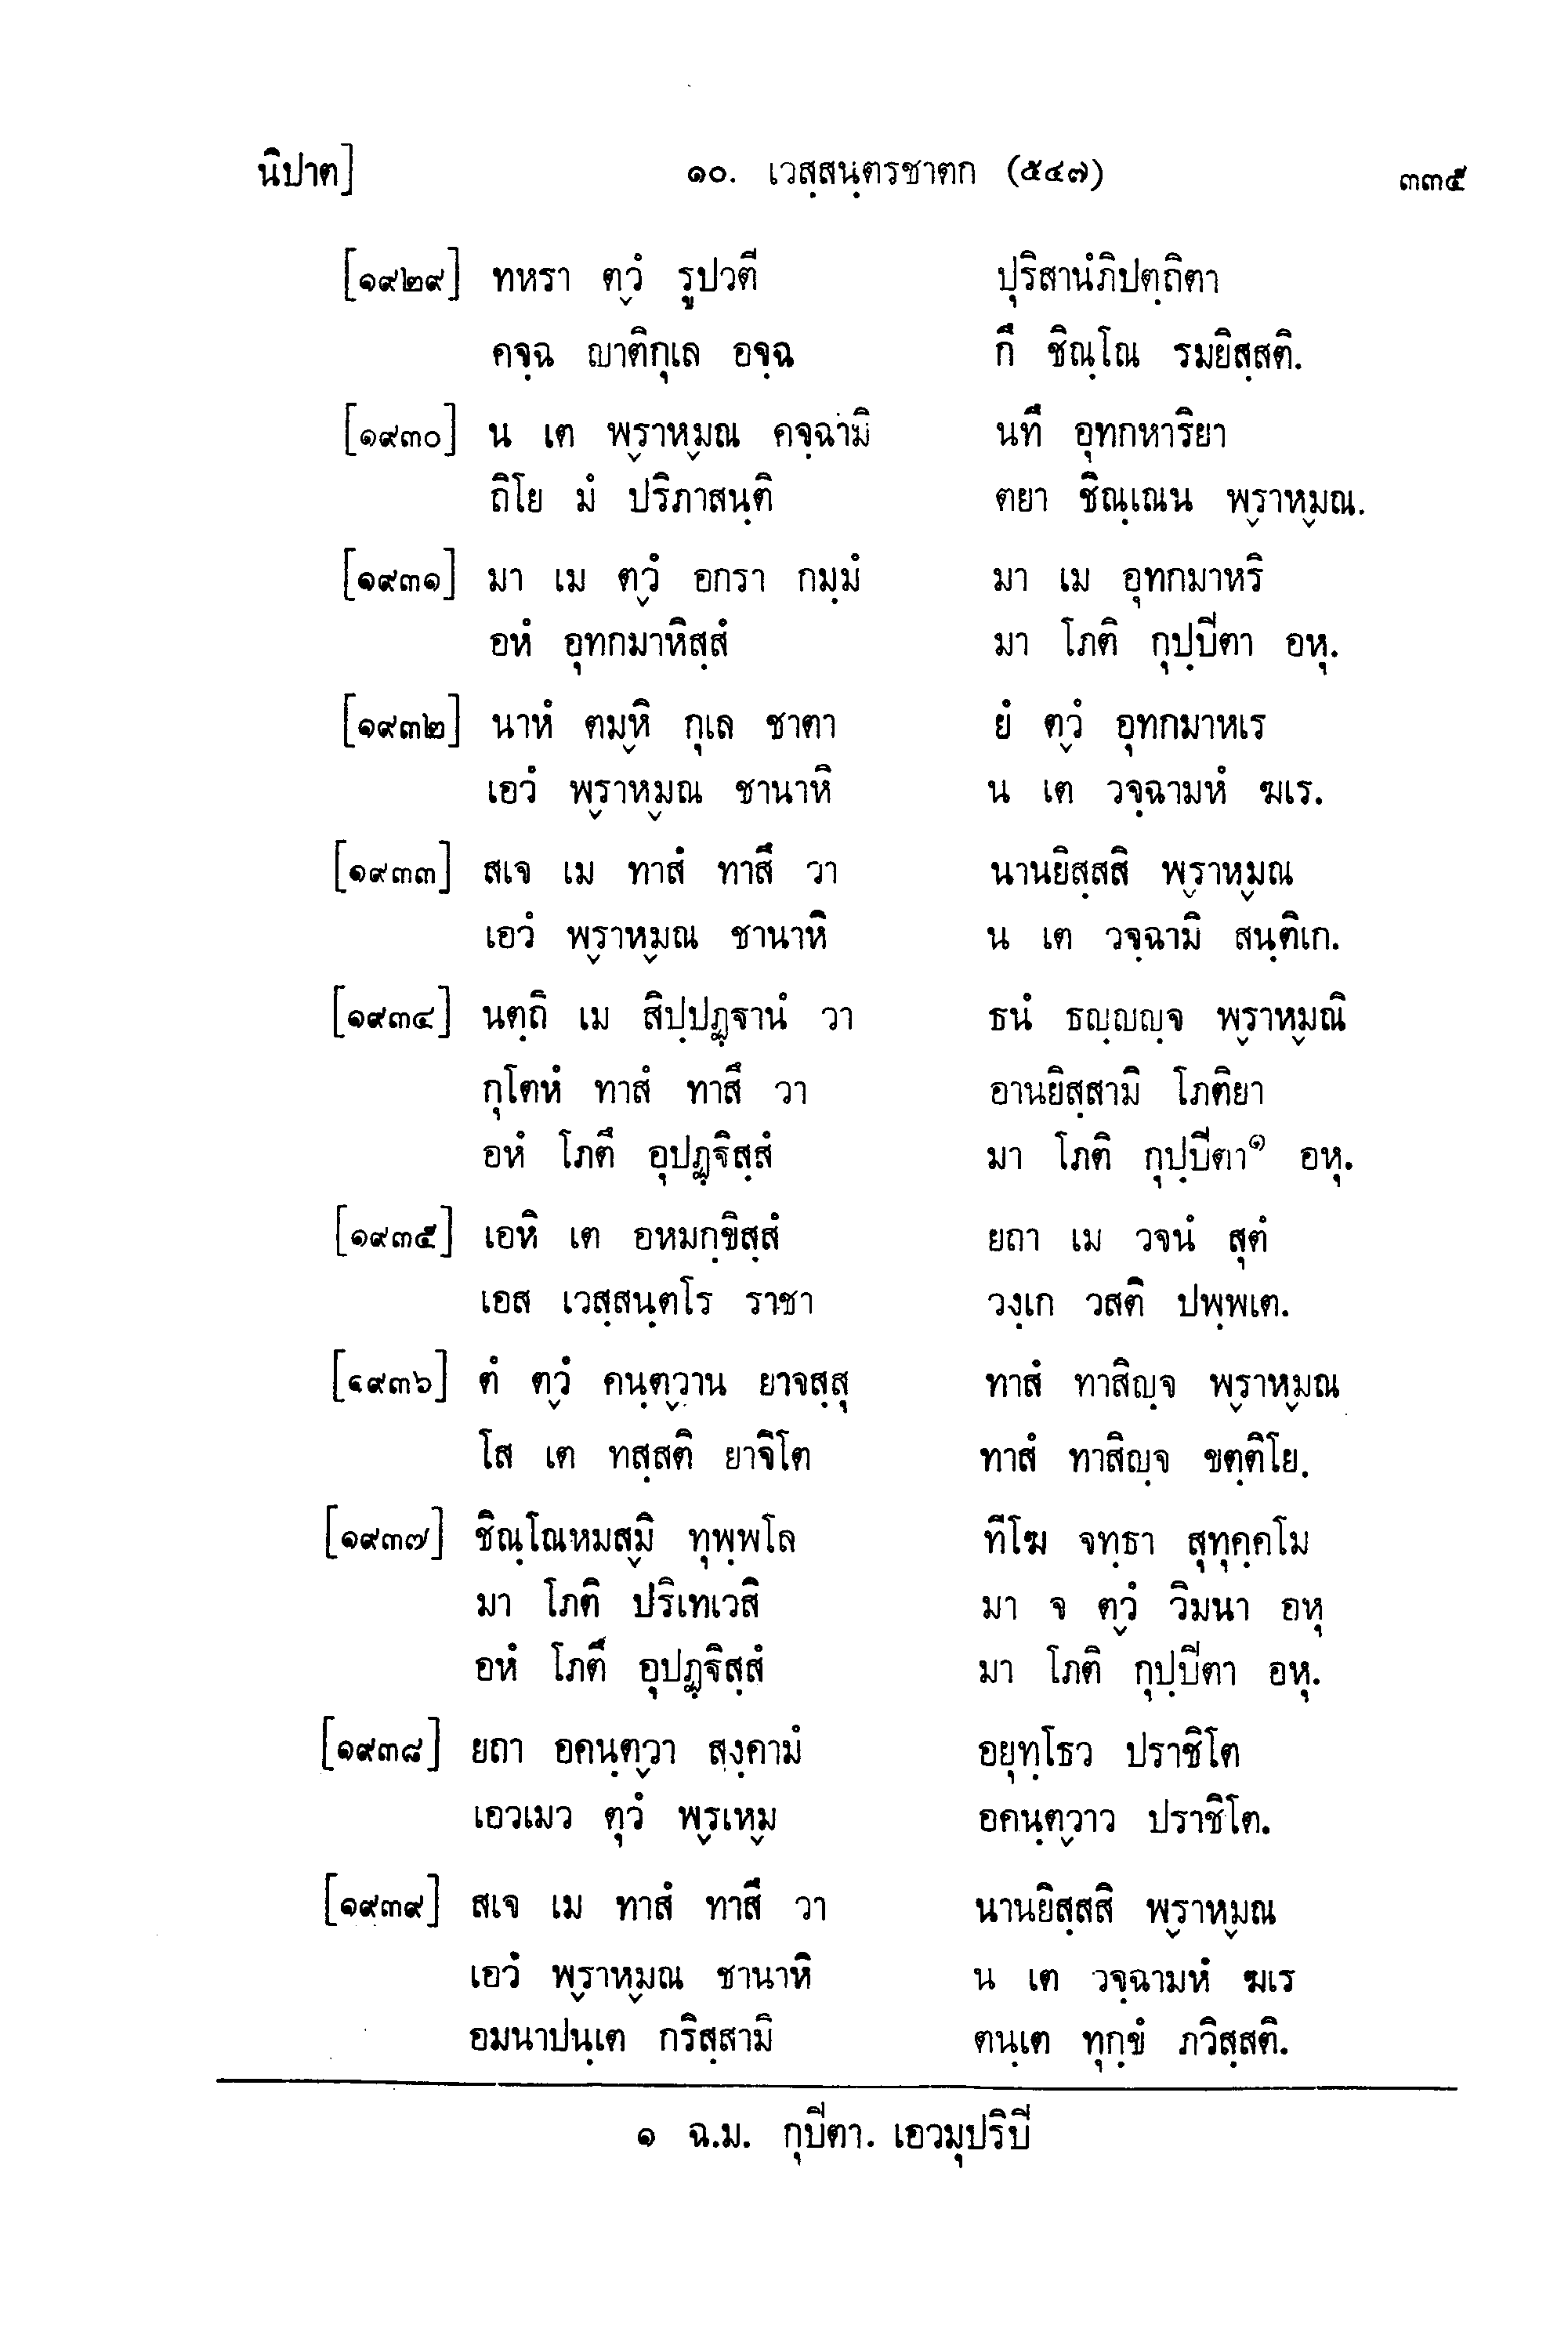 นิปาต] ๑๐. เวสฺสนฺตรชาตก (๕๔๗) ๓๓๕
[๑๙๒๙] ทหรา ต๎วํ รูปวตี ปุริสานํภิปตฺถิตา
คจฺฉ ญาติกุเล อจฺฉ กึ ชิณฺโณ รมยิสฺสติ.
[๑๙๓๐] น เต พ๎ราห๎มณ คจฺฉามิ นทึ อุทกหาริยา
ถิโย มํ ปริภาสนฺติ ตยา ชิณฺเณน พ๎ราห๎มณ.
[๑๙๓๑] มา เม ต๎วํ อกรา กมฺมํ มา เม อุทกมาหริ
อหํ อุทกมาหิสฺสํ มา โภติ กุปฺปิตา อหุ.
[๑๙๓๒] นาหํ ตม๎หิ กุเล ชาตา ยํ ต๎วํ อุทกมาหเร
เอวํ พ๎ราห๎มณ ชานาหิ น เต วจฺฉามหํ ฆเร.
[๑๙๓๓] สเจ เม ทาสํ ทาสึ วา นานยิสฺสสิ พ๎ราห๎มณ
เอวํ พ๎ราห๎มณ ชานาหิ น เต วจฺฉามิ สนฺติเก.
[๑๙๓๔] นตฺถิ เม สิปฺปฏฺฐานํ วา ธนํ ธญฺญญฺจ พ๎ราห๎มณิ
กุโตหํ ทาสํ ทาสึ วา อานยิสฺสามิ โภติยา
อหํ โภตึ อุปฏฺฐิสฺสํ มา โภติ กุปฺปิตา๑ อหุ.
[๑๙๓๕] เอหิ เต อหมกฺขิสฺสํ ยถา เม วจนํ สุตํ
เอส เวสฺสนฺตโร ราชา วงฺเก วสติ ปพฺพเต.
[๑๙๓๖] ตํ ต๎วํ คนฺต๎วาน ยาจสฺสุ ทาสํ ทาสิญฺจ พ๎ราห๎มณ
โส เต ทสฺสติ ยาจิโต ทาสํ ทาสิญฺจ ขตฺติโย.
[๑๙๓๗] ชิณฺโณหมส๎มิ ทุพฺพโล ทีโฆ จทฺธา สุทุคฺคโม
มา โภติ ปริเทเวสิ มา จ ต๎วํ วิมนา อหุ
อหํ โภตึ อุปฏฺฐิสฺสํ มา โภติ กุปฺปิตา อหุ.
[๑๙๓๘] ยถา อคนฺต๎วา สงฺคามํ อยุทฺโธว ปราชิโต
เอวเมว ตุวํ พ๎รเห๎ม อคนฺต๎วาว ปราชิโต.
[๑๙๓๙] สเจ เม ทาสํ ทาสึ วา นานยิสฺสสิ พ๎ราห๎มณ
เอวํ พ๎ราห๎มณ ชานาหิ น เต วจฺฉามหํ ฆเร
อมนาปนฺเต กริสฺสามิ ตนฺเต ทุกฺขํ ภวิสฺสติ.
๑ ฉ.ม. กุปิตา. เอวมุปริปิ